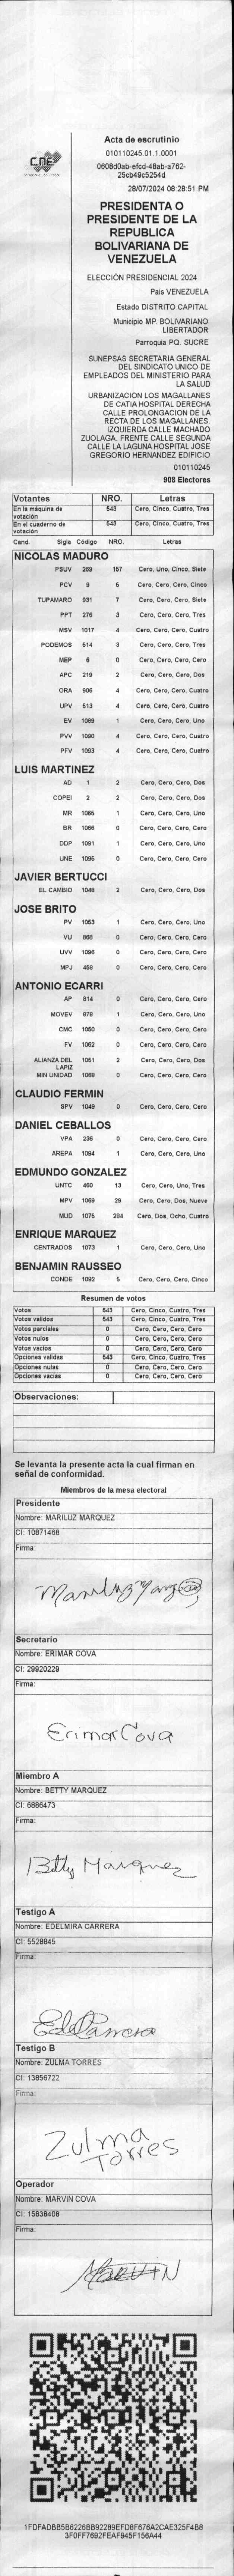 CNE
Acta de escrutinio
010110245.01.1.0001
0608d0ab-efcd-48ab-a762-
25cb49c5254d
28/07/2024 08:28:51 PM
PRESIDENTA O
PRESIDENTE DE LA
REPUBLICA
BOLIVARIANA DE
VENEZUELA
ELECCIÓN PRESIDENCIAL 2024
País VENEZUELA
Estado DISTRITO CAPITAL
Municipio MP. BOLIVARIANO
LIBERTADOR
Parroquia PQ. SUCRE
SUNEPSAS SECRETARIA GENERAL
DEL SINDICATO UNICO DE
EMPLEADOS DEL MINISTERIO PARA
LA SALUD
URBANIZACION LOS MAGALLANES
DE CATIA HOSPITAL DERECHA
CALLE PROLONGACION DE LA
RECTA DE LOS MAGALLANES.
IZQUIERDA CALLE MACHADO
ZUOLAGA. FRENTE CALLE SEGUNDA
CALLE LA LAGUNA HOSPITAL JOSE
GREGORIO HERNANDEZ EDIFICIO
010110245
908 Electores
Votantes NRO. Letras
En la máquina de votación 543 Cero, Cinco, Cuatro, Tres
En el cuaderno de votación 543 Cero, Cinco, Cuatro, Tres
Cand. Sigla Código NRO. Letras
NICOLAS MADURO
PSUV 269 157 Cero, Uno, Cinco, Siete
PCV 9 5 Cero, Cero, Cero, Cinco
TUPAMARO 931 7 Cero, Cero, Cero, Siete
PPT 276 3 Cero, Cero, Cero, Tres
MSV 1017 4 Cero, Cero, Cero, Cuatro
PODEMOS 514 3 Cero, Cero, Cero, Tres
MEP 6 0 Cero, Cero, Cero, Cero
APC 219 2 Cero, Cero, Cero, Dos
ORA 906 4 Cero, Cero, Cero, Cuatro
UPV 513 4 Cero, Cero, Cero, Cuatro
EV 1 Cero, Cero, Cero, Uno
PVV 1090 4 Cero, Cero, Cero, Cuatro
PFV 1093 4 Cero, Cero, Cero, Cuatro
LUIS MARTINEZ
AD 1 2 Cero, Cero, Cero, Dos
COPEI 2 2 Cero, Cero, Cero, Dos
MR 1065 1 Cero, Cero, Cero, Uno
BR 1066 0 Cero, Cero, Cero, Cero
DDP 1091 1 Cero, Cero, Cero, Uno
UNE 1095 0 Cero, Cero, Cero, Cero
JAVIER BERTUCCI
EL CAMBIO 1048 2 Cero, Cero, Cero, Dos
JOSE BRITO
PV 1053 1 Cero, Cero, Cero, Uno
VU 868 0 Cero, Cero, Cero, Cero
UVV 1096 0 Cero, Cero, Cero, Cero
MPJ 459 0 Cero, Cero, Cero, Cero
ANTONIO ECARRI
AP 814 0 Cero, Cero, Cero, Cero
MOVEV 878 1 Cero, Cero, Cero, Uno
CMC 1050 0 Cero, Cero, Cero, Cero
FV 1052 0 Cero, Cero, Cero, Cero
ALIANZA DEL LAPIZ 1051 2 Cero, Cero, Cero, Dos
MIN UNIDAD 0 Cero, Cero, Cero, Cero
CLAUDIO FERMIN
SPV 1049 0 Cero, Cero, Cero, Cero
DANIEL CEBALLOS
VPA 236 0 Cero, Cero, Cero, Cero
AREPA 1094 1 Cero, Cero, Cero, Uno
EDMUNDO GONZALEZ
UNTC 460 13 Cero, Cero, Uno, Tres
MPV 1069 29 Cero, Cero, Dos, Nueve
MUD 1075 284 Cero, Dos, Ocho, Cuatro
ENRIQUE MARQUEZ
CENTRADOS 1073 1 Cero, Cero, Cero, Uno
BENJAMIN RAUSSEO
CONDE 1092 5 Cero, Cero, Cero, Cinco
Resumen de votos
Votos 543 Cero, Cinco, Cuatro, Tres
Votos validos 543 Cero, Cinco, Cuatro, Tres
Votos parciales 0 Cero, Cero, Cero, Cero
Votos nulos 0 Cero, Cero, Cero, Cero
Votos vacios 0 Cero, Cero, Cero, Cero
Opciones validas 543 Cero, Cinco, Cuatro, Tres
Opciones nulas 0 Cero, Cero, Cero, Cero
Opciones vacias 0 Cero, Cero, Cero, Cero
Observaciones:
Se levanta la presente acta la cual firman en
señal de conformidad.
Miembros de la mesa electoral
Presidente
Nombre: MARILUZ MARQUEZ
CI: 10871468
Firma:
Mariluz
Secretario
Nombre: ERIMAR COVA
CI: 29920229
Firma:
Erimar Cova
Miembro A
Nombre: BETTY MARQUEZ
CI: 6886473
Firma:
Betty Marquez
Testigo A
Nombre: EDELMIRA CARRERA
CI: 5528845
Firma:
Testigo B
Nombre: ZULMA TORRES
CI: 13856722
Firma:
Zulma
Torres
Operador
Nombre: MARVIN COVA
CI: 15838408
Firma:
MARVIN
1FDFADBB5B6226BB92289EFD8F676A2CAE325F4B8
3F0FF7692FEAF945F156A44